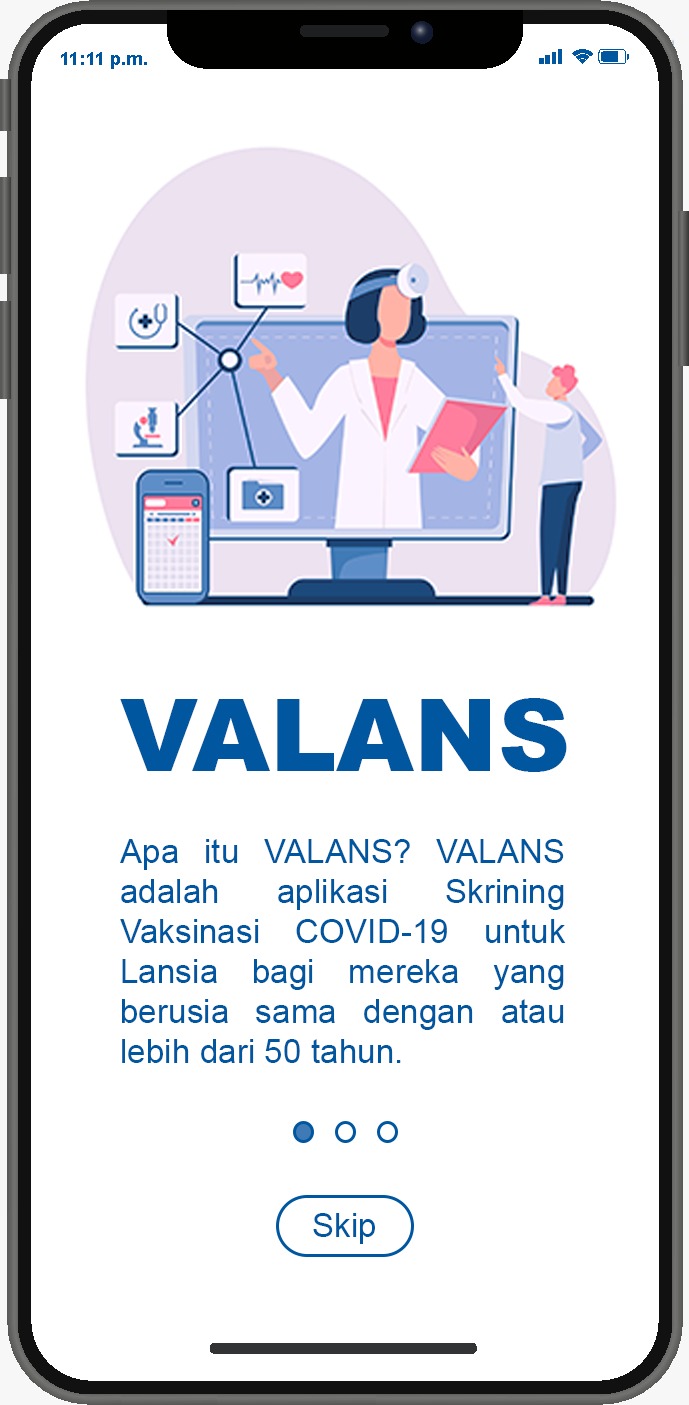 11:11 p.m.
VALANS
Apa itu VALANS? VALANS
adalah aplikasi Skrining
Vaksinasi COVID-19 untuk
Lansia bagi mereka yang
berusia sama dengan atau
lebih dari 50 tahun.
Skip